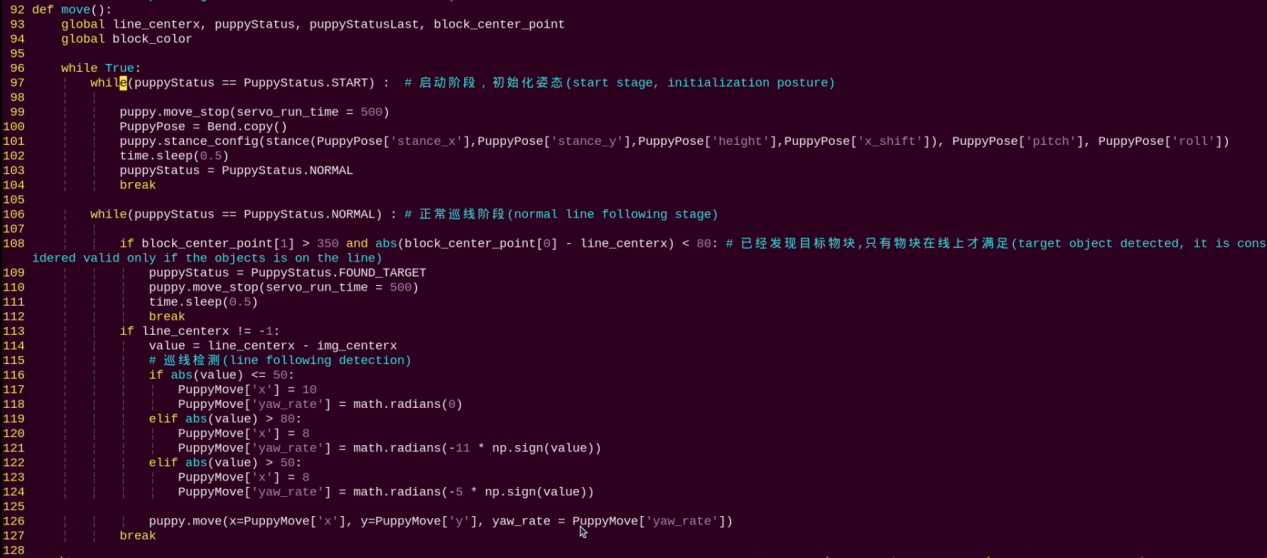 92 def move():
93     global line_centerx, puppyStatus, puppyStatusLast, block_center_point
94     global block_color
95
96     while True:
97         while(puppyStatus == PuppyStatus.START) :  # 启动阶段，初始化姿态(start stage, initialization posture)
98
99             puppy.move_stop(servo_run_time = 500)
100             PuppyPose = Bend.copy()
101             puppy.stance_config(stance(PuppyPose['stance_x'],PuppyPose['stance_y'],PuppyPose['height'],PuppyPose['x_shift']), PuppyPose['pitch'], PuppyPose['roll'])
102             time.sleep(0.5)
103             puppyStatus = PuppyStatus.NORMAL
104             break
105
106         while(puppyStatus == PuppyStatus.NORMAL) : # 正常巡线阶段(normal line following stage)
107
108             if block_center_point[1] > 350 and abs(block_center_point[0] - line_centerx) < 80: # 已经发现目标物块,只有物块在线上才满足(target object detected, it is cons
idered valid only if the objects is on the line)
109                 puppyStatus = PuppyStatus.FOUND_TARGET
110                 puppy.move_stop(servo_run_time = 500)
111                 time.sleep(0.5)
112                 break
113             if line_centerx != -1:
114                 value = line_centerx - img_centerx
115                 # 巡线检测(line following detection)
116                 if abs(value) <= 50:
117                     PuppyMove['x'] = 10
118                     PuppyMove['yaw_rate'] = math.radians(0)
119                 elif abs(value) > 80:
120                     PuppyMove['x'] = 8
121                     PuppyMove['yaw_rate'] = math.radians(-11 * np.sign(value))
122                 elif abs(value) > 50:
123                     PuppyMove['x'] = 8
124                     PuppyMove['yaw_rate'] = math.radians(-5 * np.sign(value))
125
126                 puppy.move(x=PuppyMove['x'], y=PuppyMove['y'], yaw_rate = PuppyMove['yaw_rate'])
127             break
128